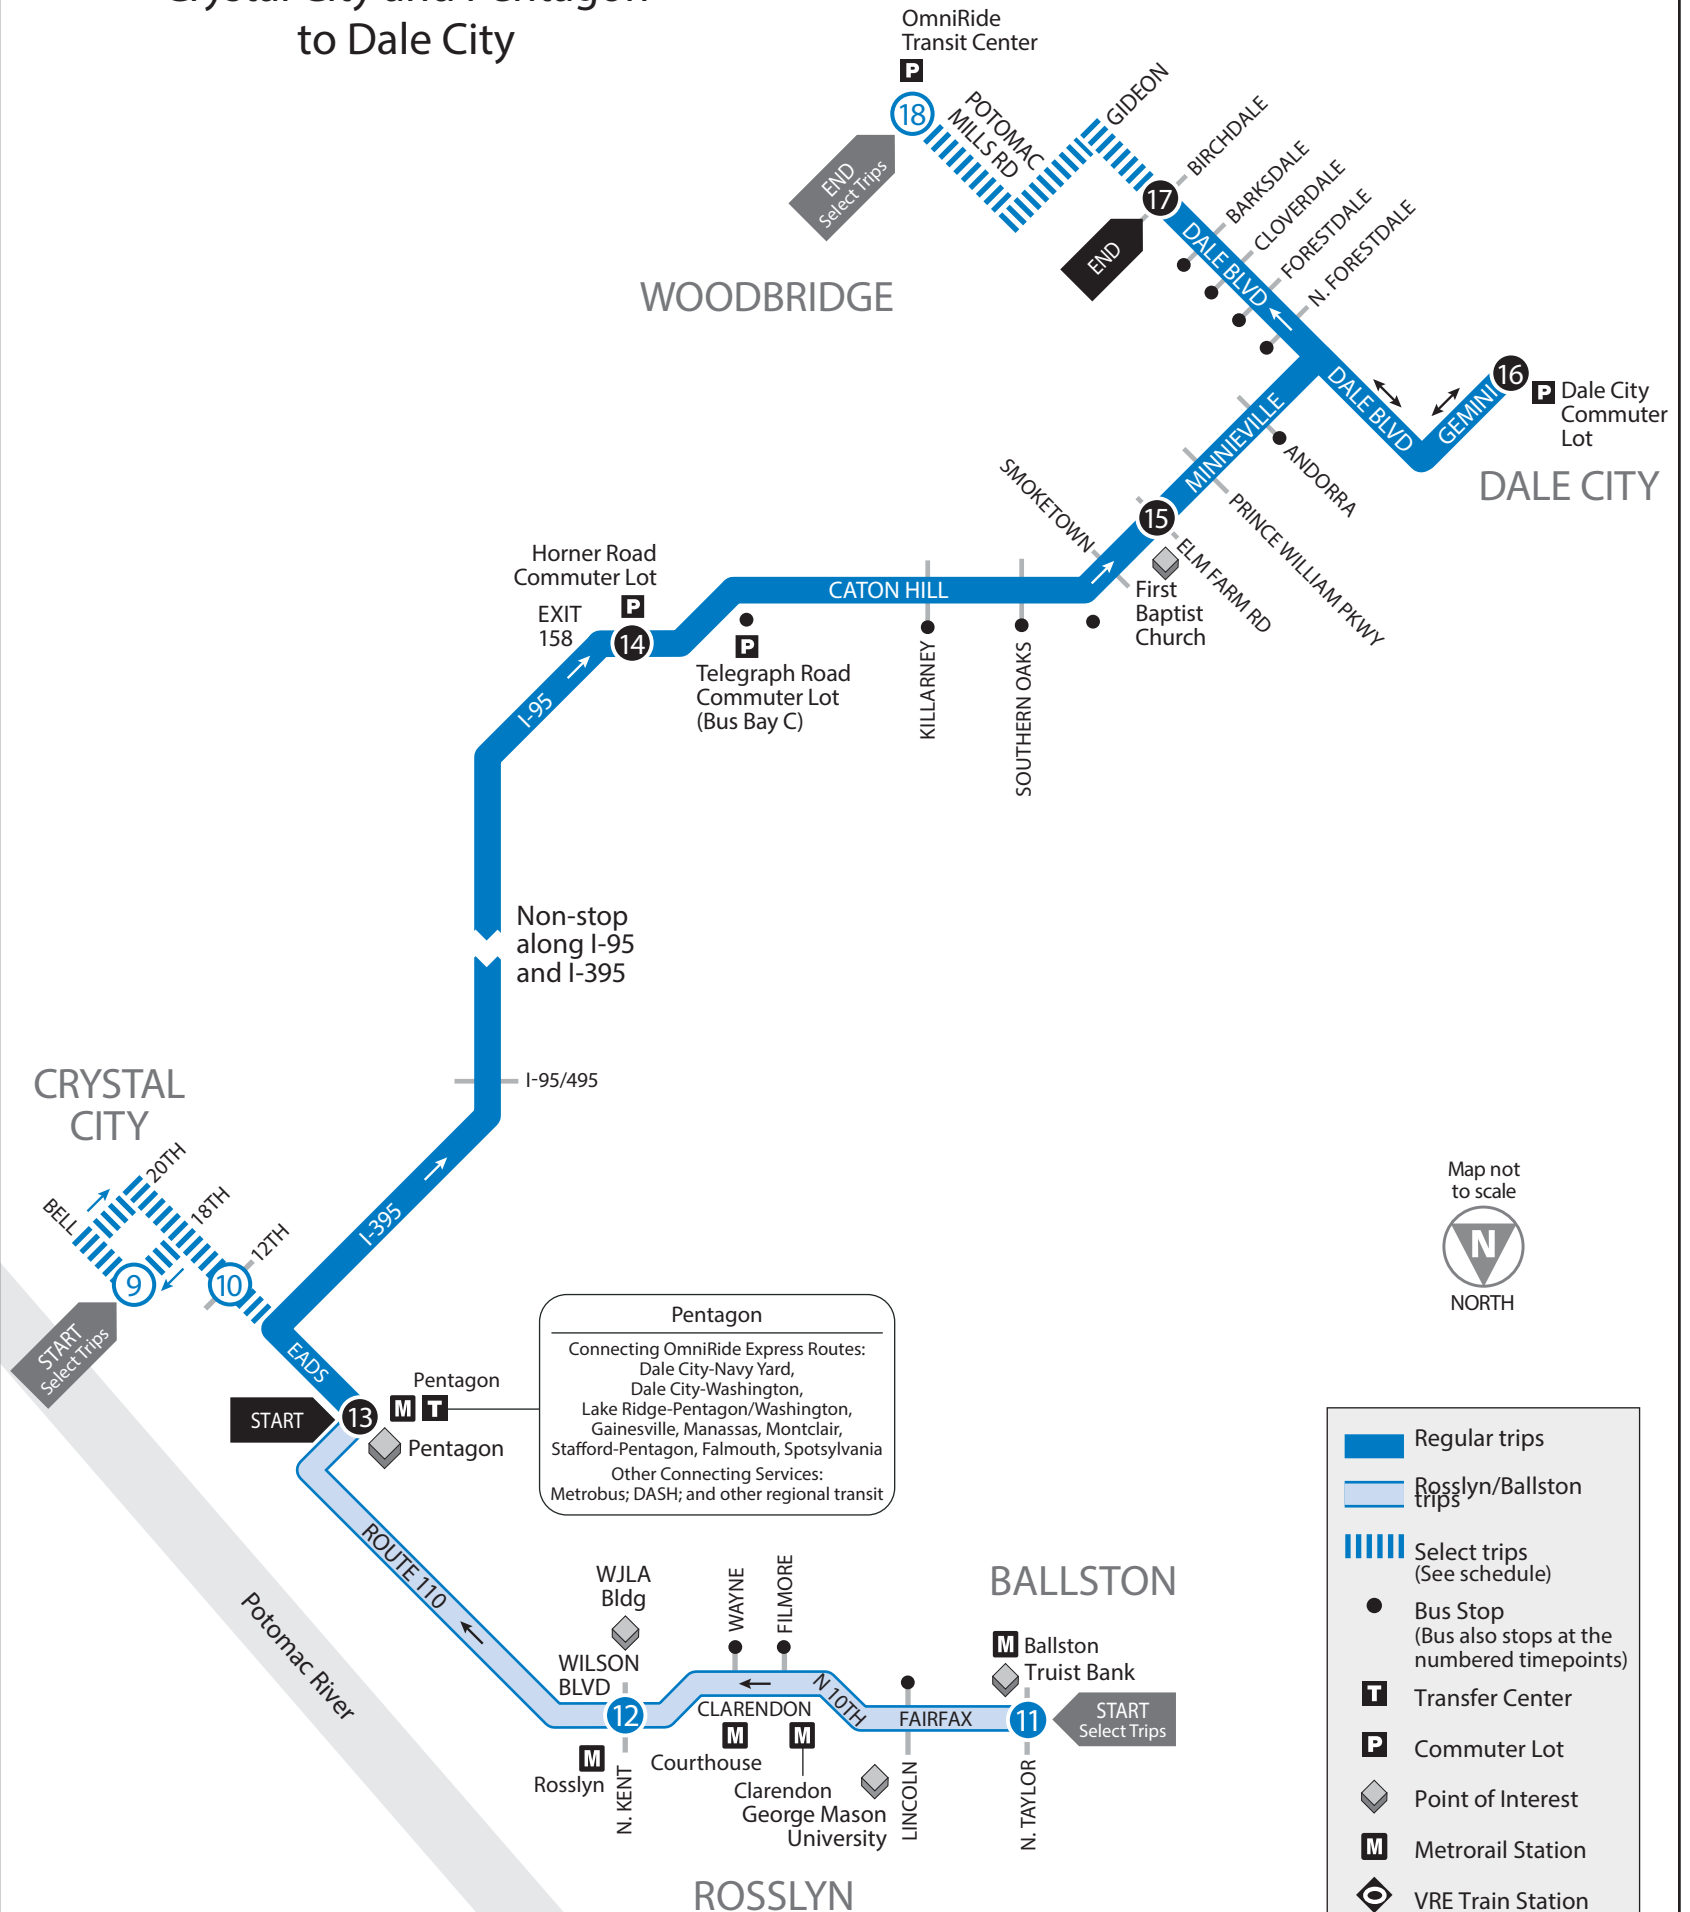 Crystal City and Pentagon
to Dale City
OmniRide
Transit Center
P
18
POTOMAC
MILLS RD
GIDEON
END
Select Trips
BIRCHDALE
17
BARKSDALE
CLOVERDALE
FORESTDALE
N. FORESTDALE
END
DALE BLVD
WOODBRIDGE
DALE BLVD
GEMINI
16
P
Dale City
Commuter
Lot
DALE CITY
MINNIEVILLE
ANDORRA
PRINCE WILLIAM PKWY
SMOKETOWN
15
ELM FARM RD
First
Baptist
Church
Horner Road
Commuter Lot
P
EXIT
158
14
CATON HILL
P
Telegraph Road
Commuter Lot
(Bus Bay C)
KILLARNEY
SOUTHERN OAKS
I-95
Non-stop
along I-95
and I-395
I-95/495
CRYSTAL
CITY
20TH
18TH
12TH
BELL
9
10
I-395
START
Select Trips
EADS
START
13
Pentagon
M
T
Pentagon
Pentagon
Connecting OmniRide Express Routes:
Dale City-Navy Yard,
Dale City-Washington,
Lake Ridge-Pentagon/Washington,
Gainesville, Manassas, Montclair,
Stafford-Pentagon, Falmouth, Spotsylvania
Other Connecting Services:
Metrobus; DASH; and other regional transit
Map not
to scale
N
NORTH
ROUTE 110
Potomac River
WJLA
Bldg
WILSON
BLVD
12
M
Rosslyn
N. KENT
WAYNE
FILMORE
CLARENDON
M
Courthouse
M
Clarendon
George Mason
University
N 10TH
FAIRFAX
LINCOLN
BALLSTON
M
Ballston
Truist Bank
11
START
Select Trips
N. TAYLOR
ROSSLYN
Regular trips
Rosslyn/Ballston
trips
Select trips
(See schedule)
Bus Stop
(Bus also stops at the
numbered timepoints)
T
Transfer Center
P
Commuter Lot
Point of Interest
M
Metrorail Station
VRE Train Station